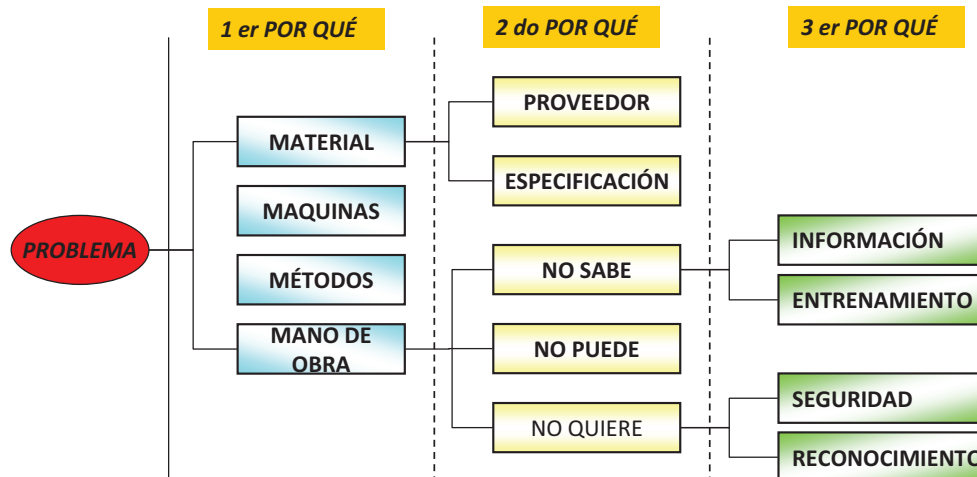 1 er POR QUÉ
2 do POR QUÉ
3 er POR QUÉ
PROBLEMA
MATERIAL
MAQUINAS
MÉTODOS
MANO DE
OBRA
PROVEEDOR
ESPECIFICACIÓN
NO SABE
NO PUEDE
NO QUIERE
INFORMACIÓN
ENTRENAMIENTO
SEGURIDAD
RECONOCIMIENTO